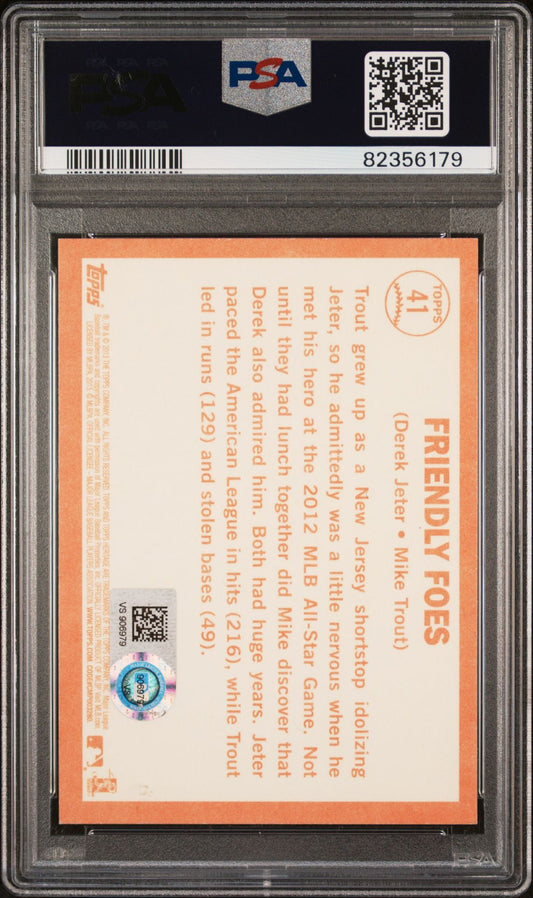 PSA
82356179
TOPPS
41
FRIENDLY FOES
(Derek Jeter • Mike Trout)
Trout grew up as a New Jersey shortstop idolizing
Jeter, so he admittedly was a little nervous when he
met his hero at the 2012 MLB All-Star Game. Not
until they had lunch together did Mike discover that
Derek also admired him. Both had huge years. Jeter
paced the American League in hits (216), while Trout
led in runs (129) and stolen bases (49).
VS 906979
906979
topps